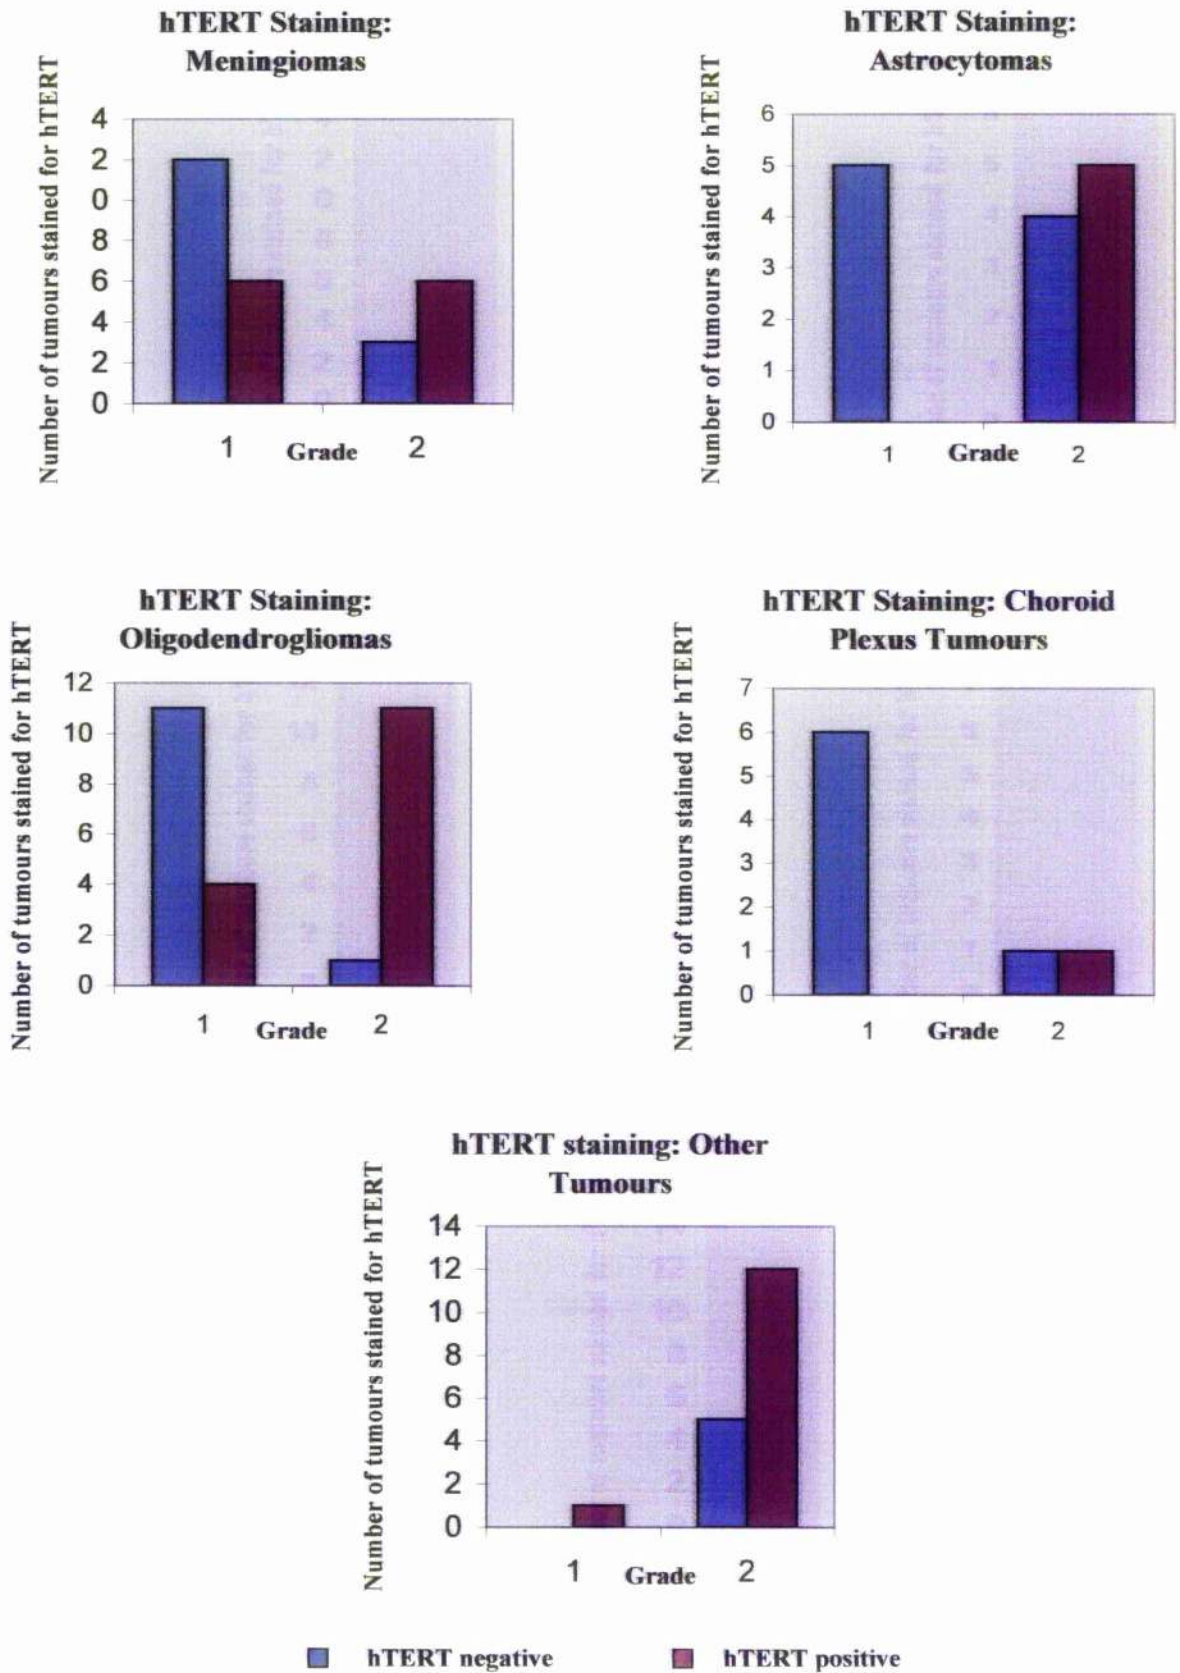 hTERT Staining:
Meningiomas
Number of tumours stained for hTERT
4
2
0
8
6
4
2
0
1 Grade 2
hTERT Staining:
Astrocytomas
Number of tumours stained for hTERT
6
5
4
3
2
1
0
1 Grade 2
hTERT Staining:
Oligodendrogliomas
Number of tumours stained for hTERT
12
10
8
6
4
2
0
1 Grade 2
hTERT Staining: Choroid
Plexus Tumours
Number of tumours stained for hTERT
7
6
5
4
3
2
1
0
1 Grade 2
hTERT staining: Other
Tumours
Number of tumours stained for hTERT
14
12
10
8
6
4
2
0
1 Grade 2
hTERT negative
hTERT positive